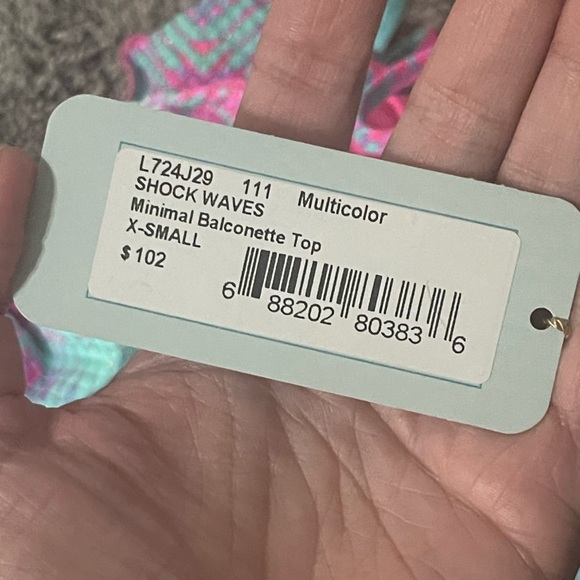 L724J29 111 Multicolor
SHOCK WAVES
Minimal Balconette Top
X-SMALL
$102
6 88202 80383 6